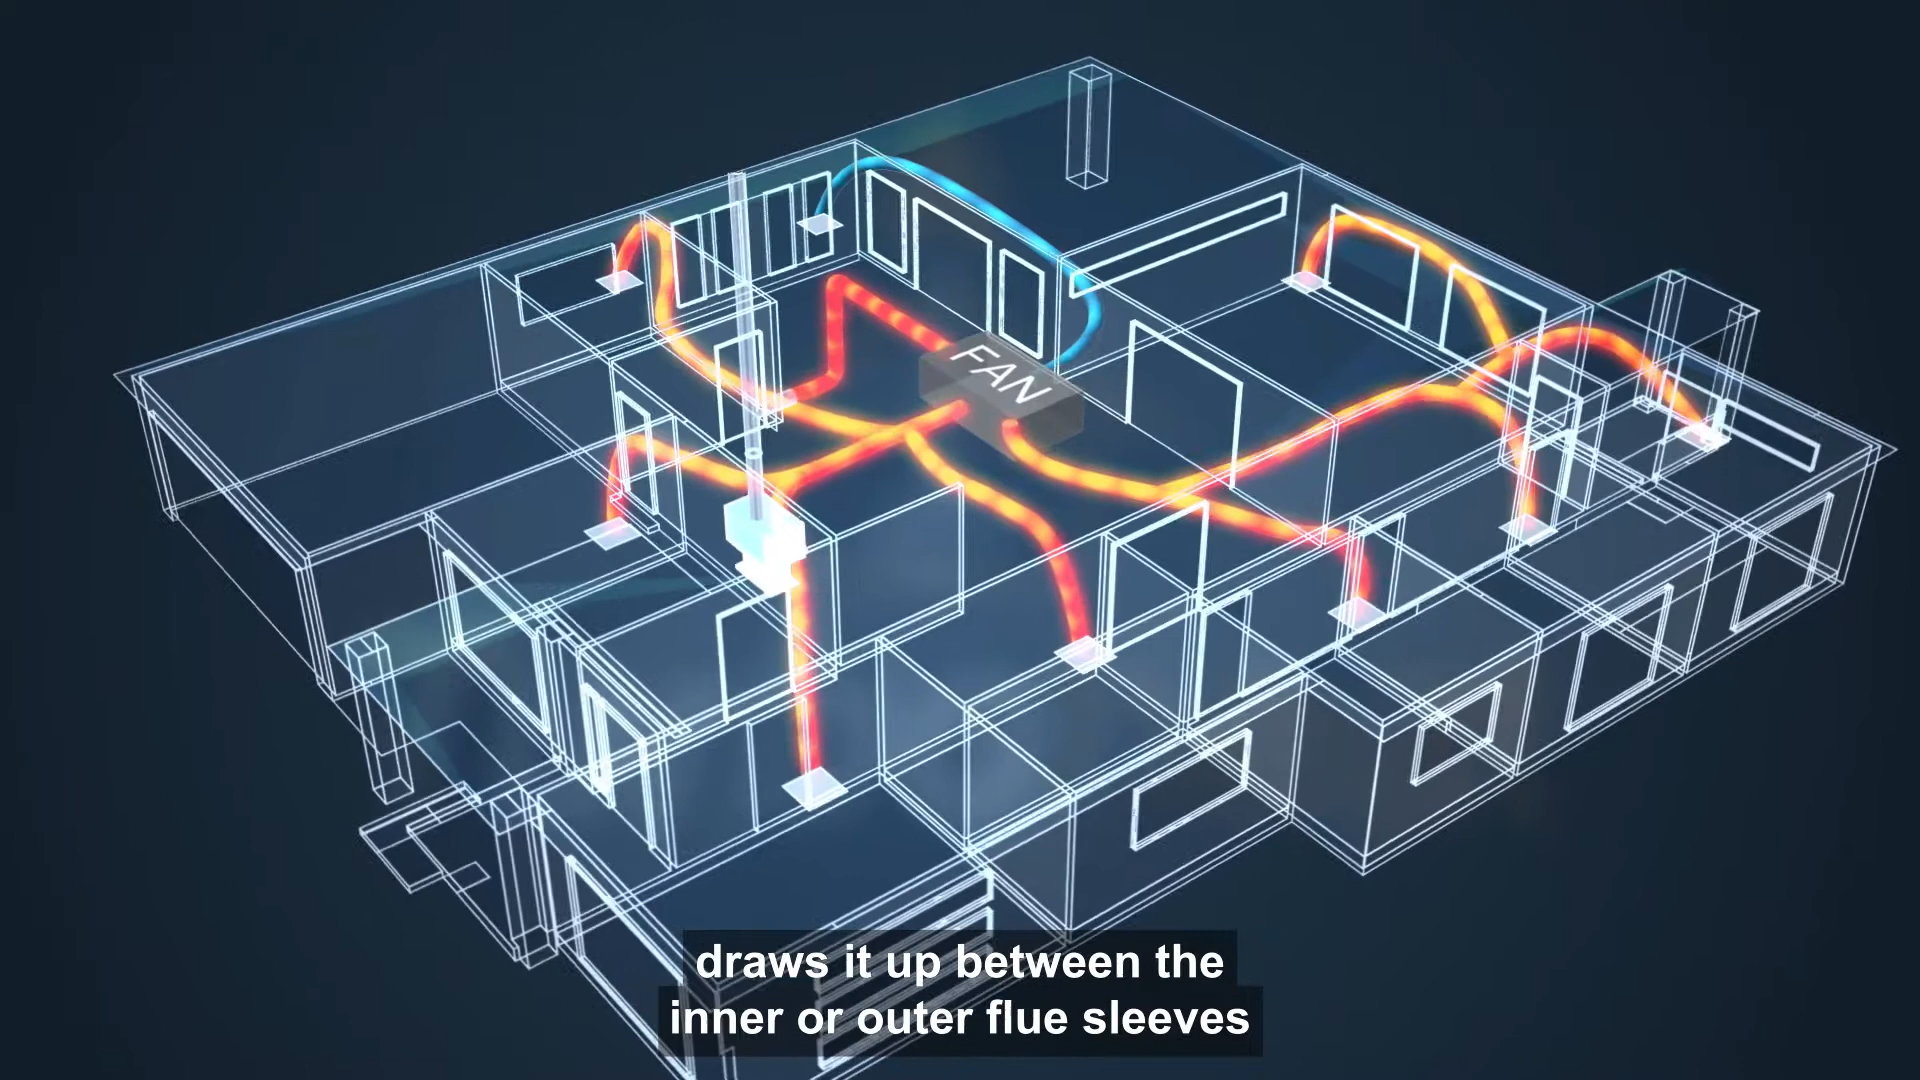 FAN
draws it up between the
inner or outer flue sleeves